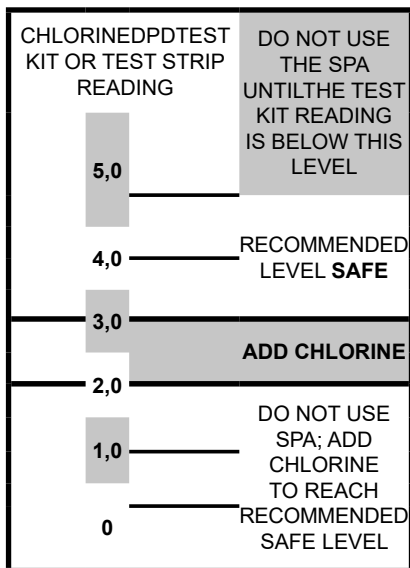 CHLORINEDPDTEST
KIT OR TEST STRIP
READING
DO NOT USE
THE SPA
UNTILTHE TEST
KIT READING
IS BELOW THIS
LEVEL
5,0
4,0
RECOMMENDED
LEVEL SAFE
3,0
ADD CHLORINE
2,0
1,0
0
DO NOT USE
SPA; ADD
CHLORINE
TO REACH
RECOMMENDED
SAFE LEVEL